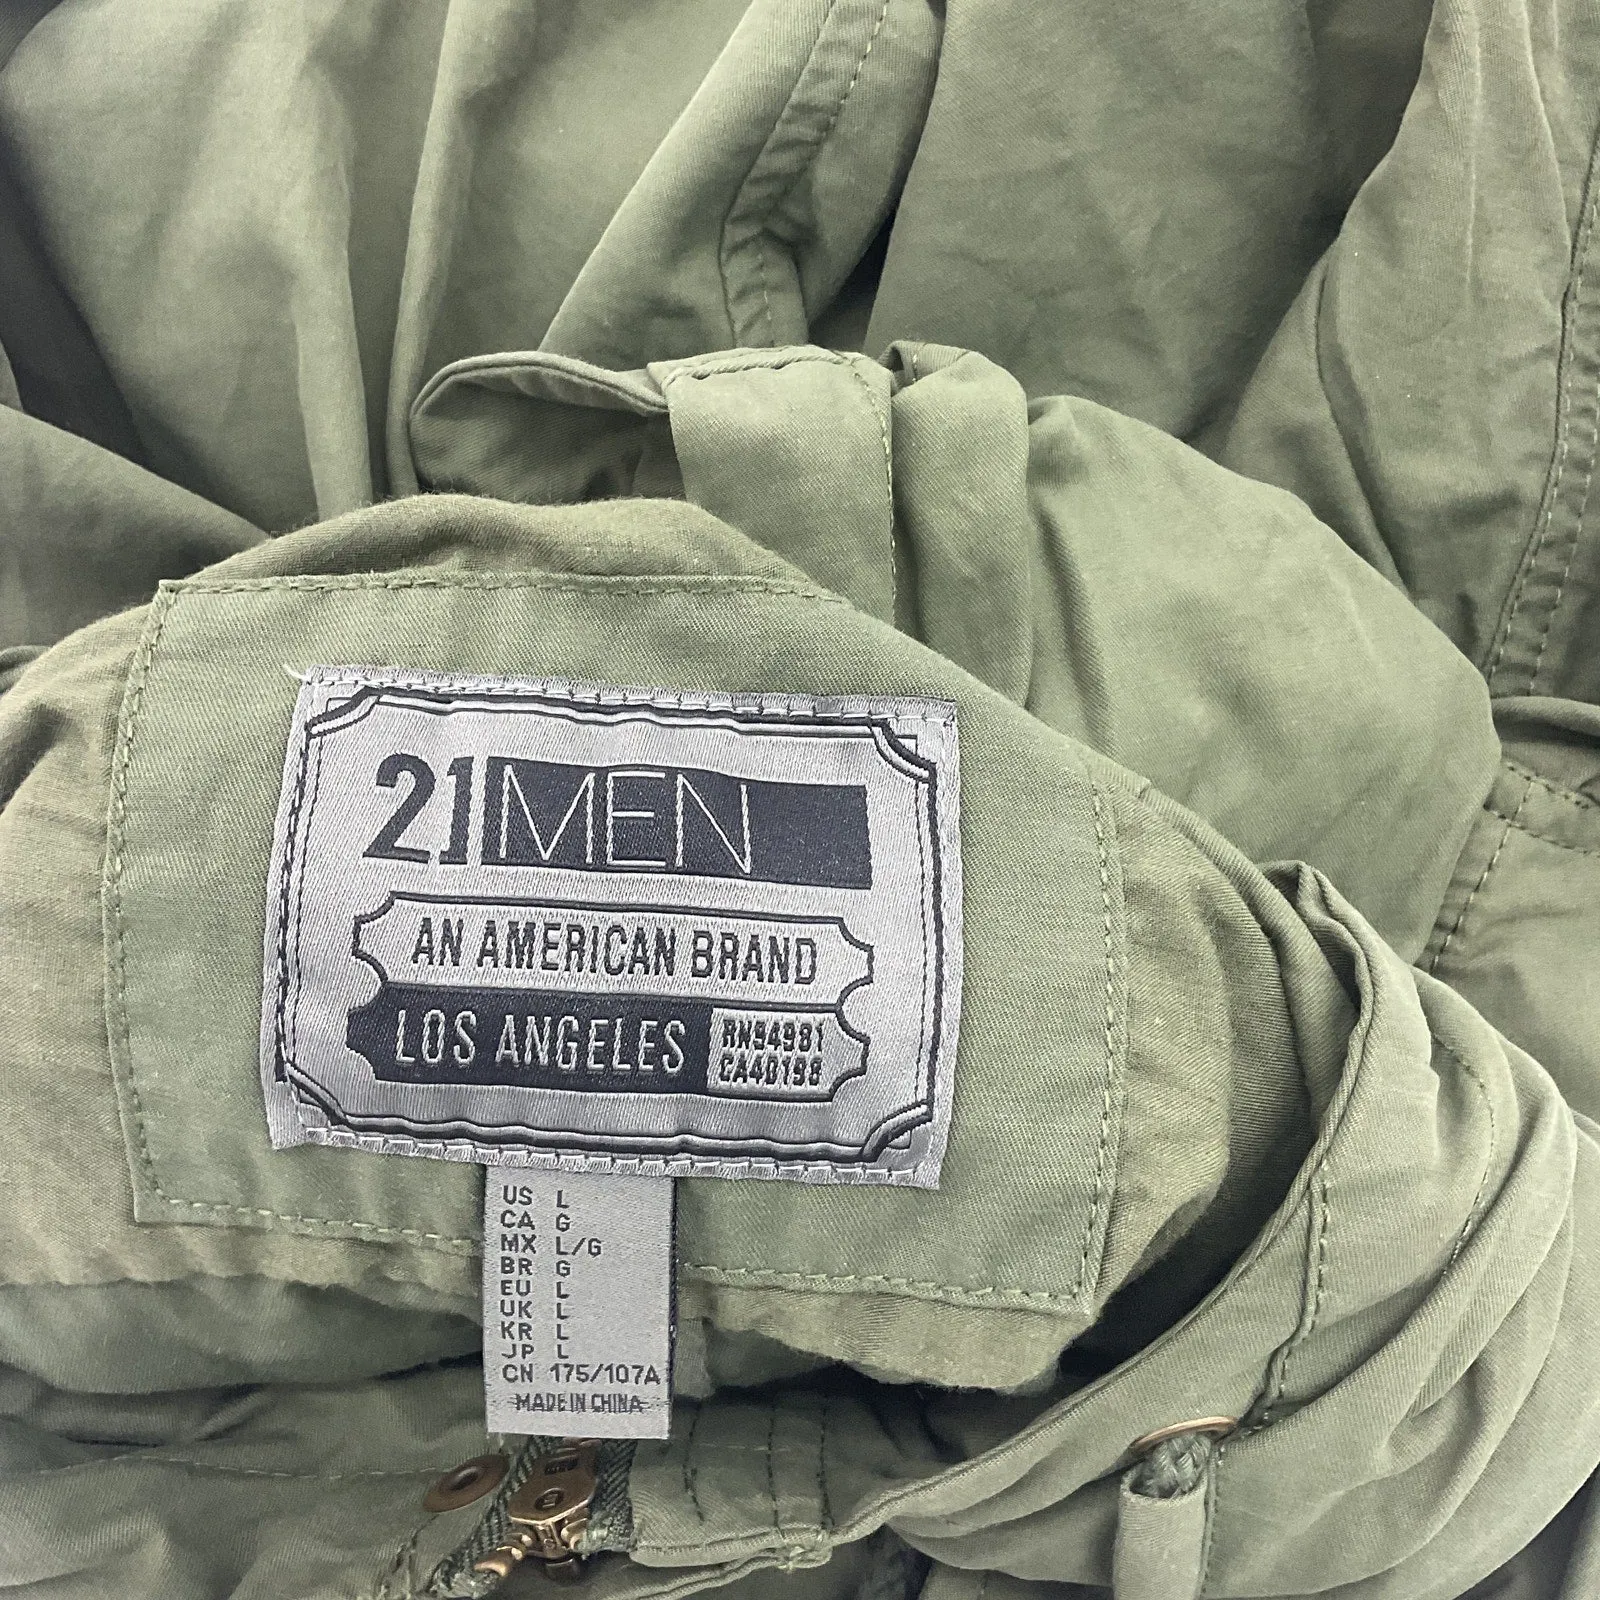 21MEN
AN AMERICAN BRAND
LOS ANGELES
RN94981
CA40198
US L
CA G
MX L/G
BR G
EU L
UK L
KR L
JP L
CN 175/107A
MADE IN CHINA